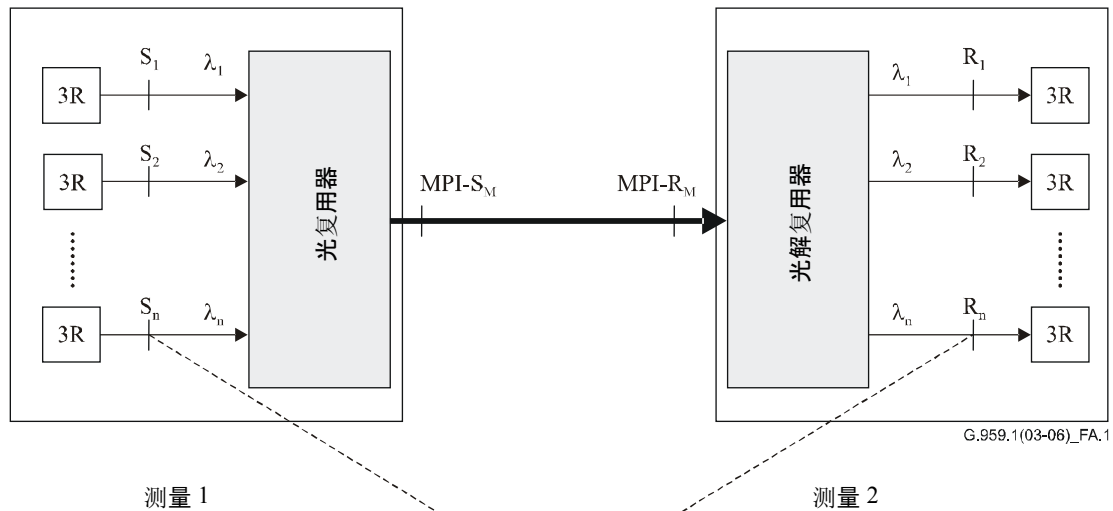 S₁ λ₁
3R
S₂ λ₂
3R
Sₙ λₙ
3R
光复用器
MPI-S_M MPI-R_M
光解复用器
λ₁ R₁
3R
λ₂ R₂
3R
λₙ Rₙ
3R
G.959.1(03-06)_FA.1
测量 1 测量 2